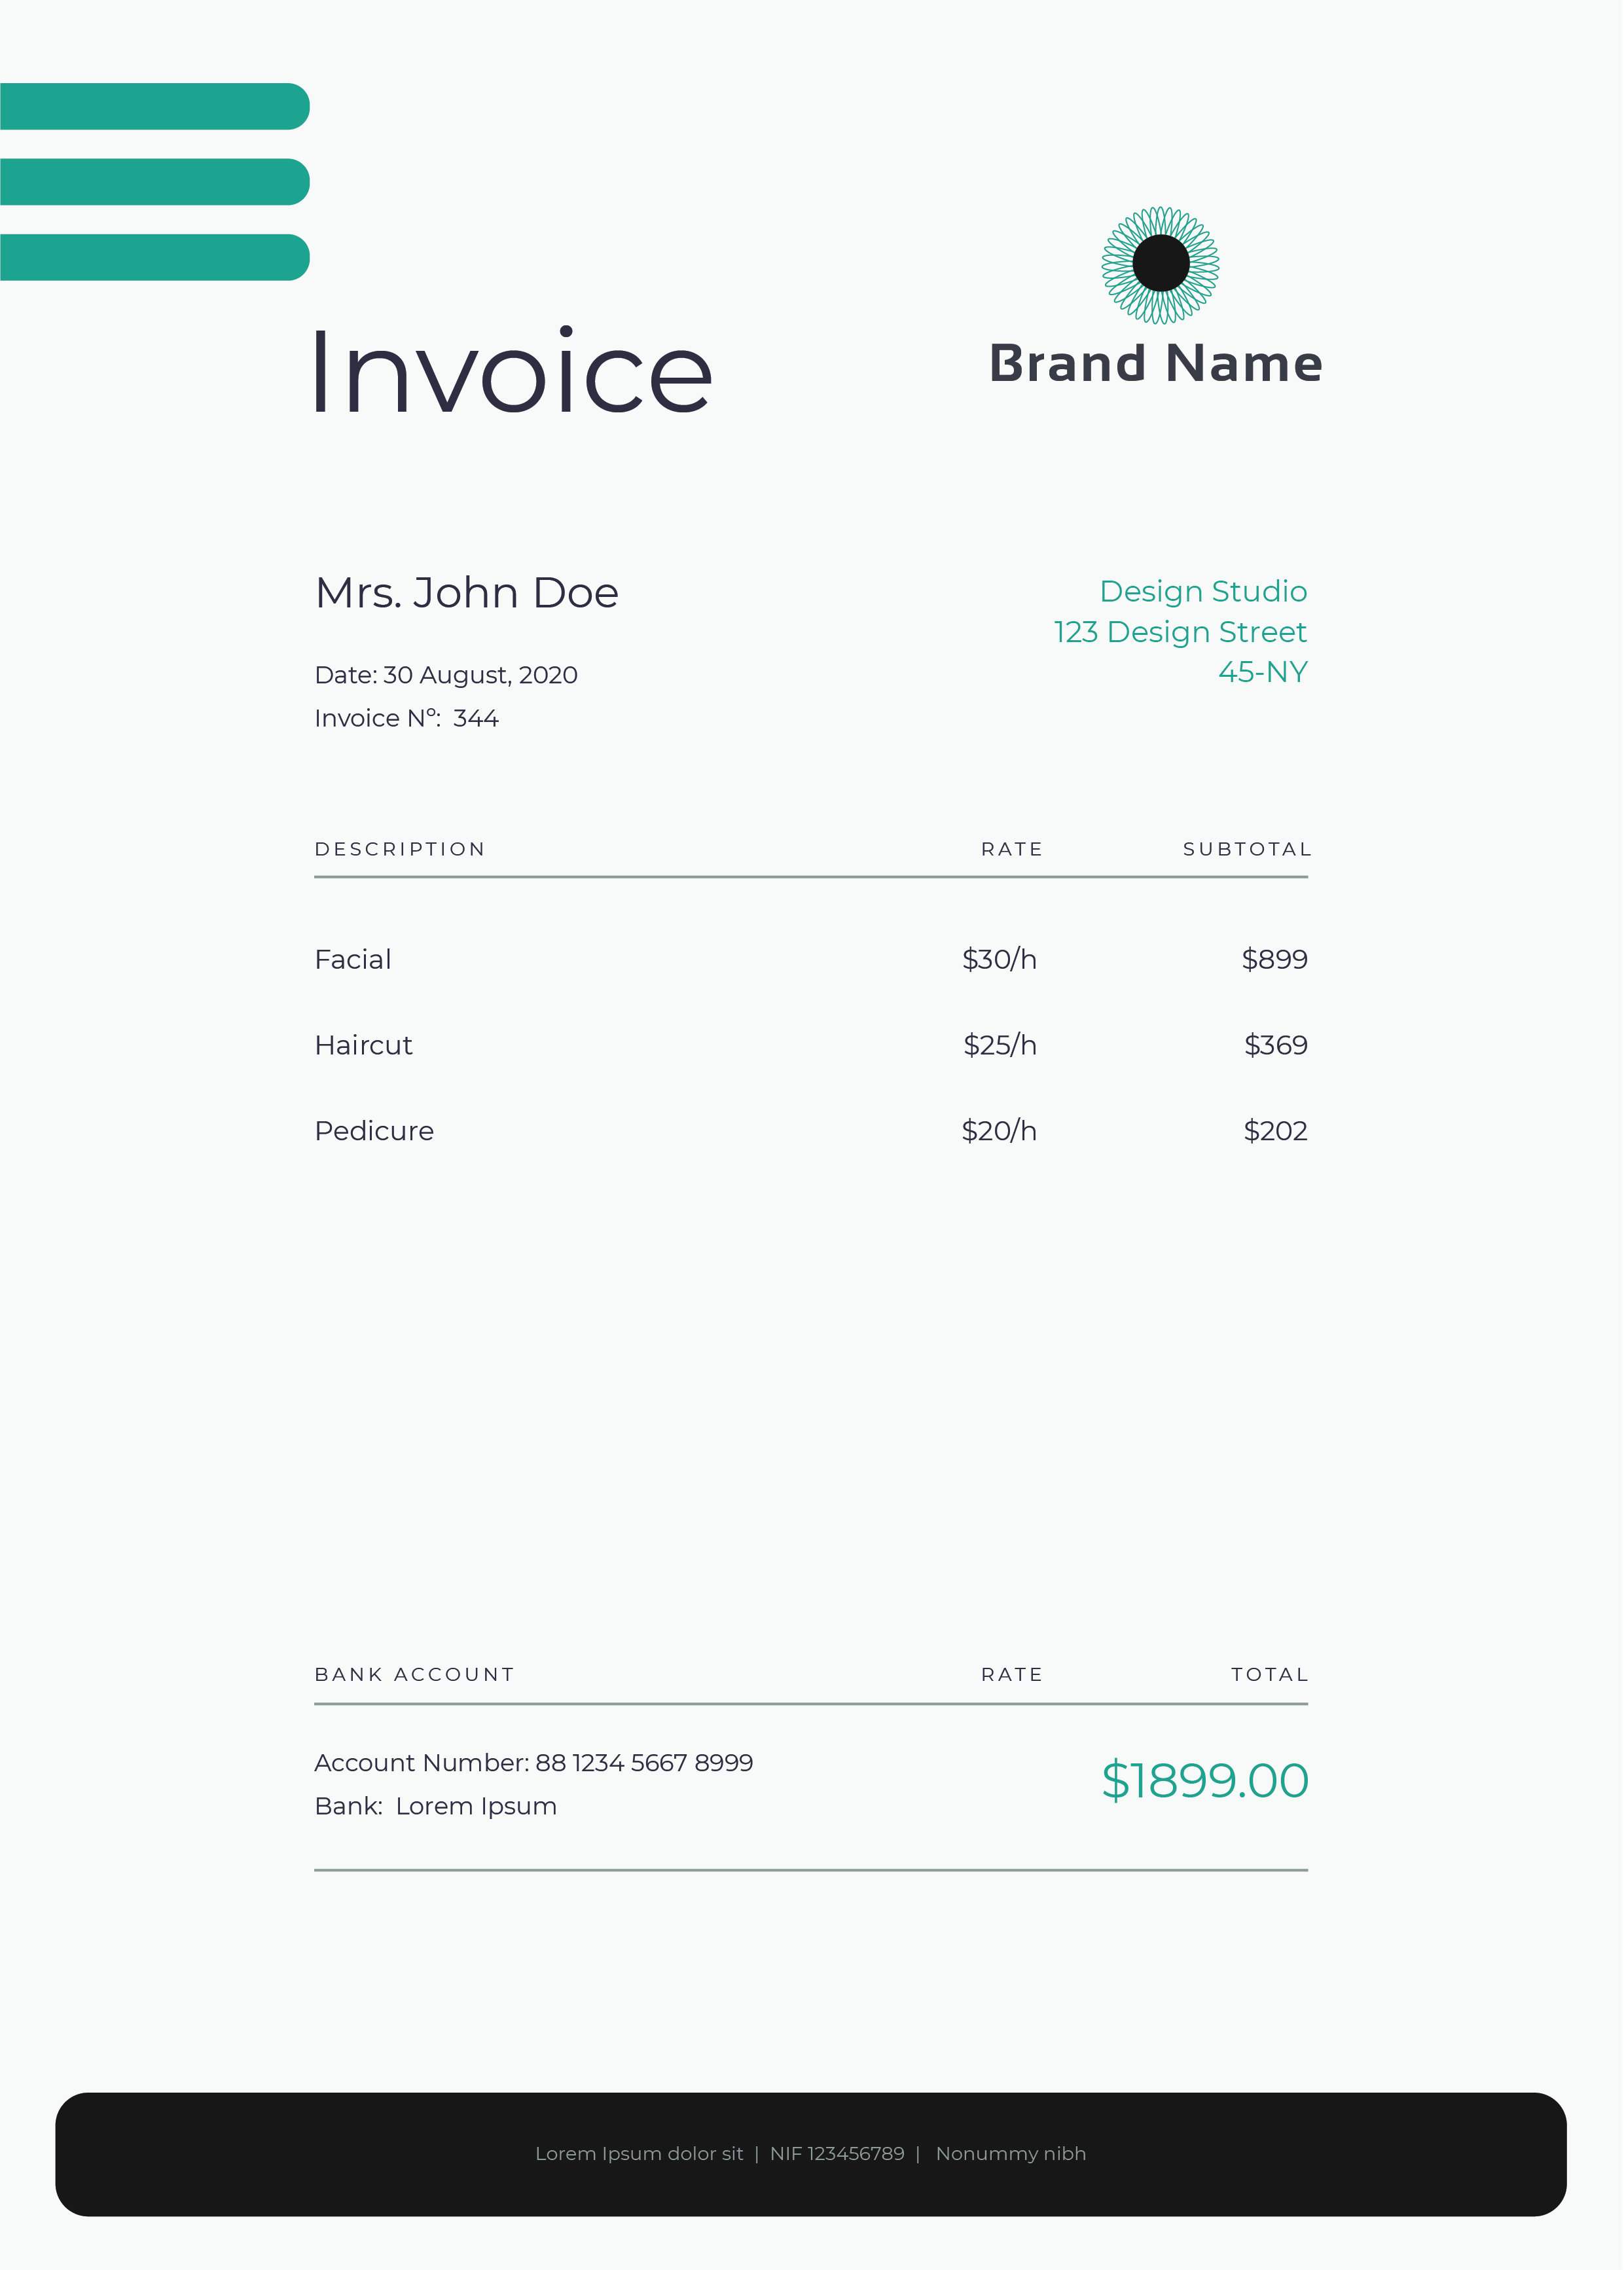 Invoice
Brand Name
Mrs. John Doe
Date: 30 August, 2020
Invoice Nº:  344
Design Studio
123 Design Street
45-NY
DESCRIPTION RATE SUBTOTAL
Facial $30/h $899
Haircut $25/h $369
Pedicure $20/h $202
BANK ACCOUNT RATE TOTAL
Account Number: 88 1234 5667 8999
Bank:  Lorem Ipsum
$1899.00
Lorem Ipsum dolor sit | NIF 123456789 |  Nonummy nibh